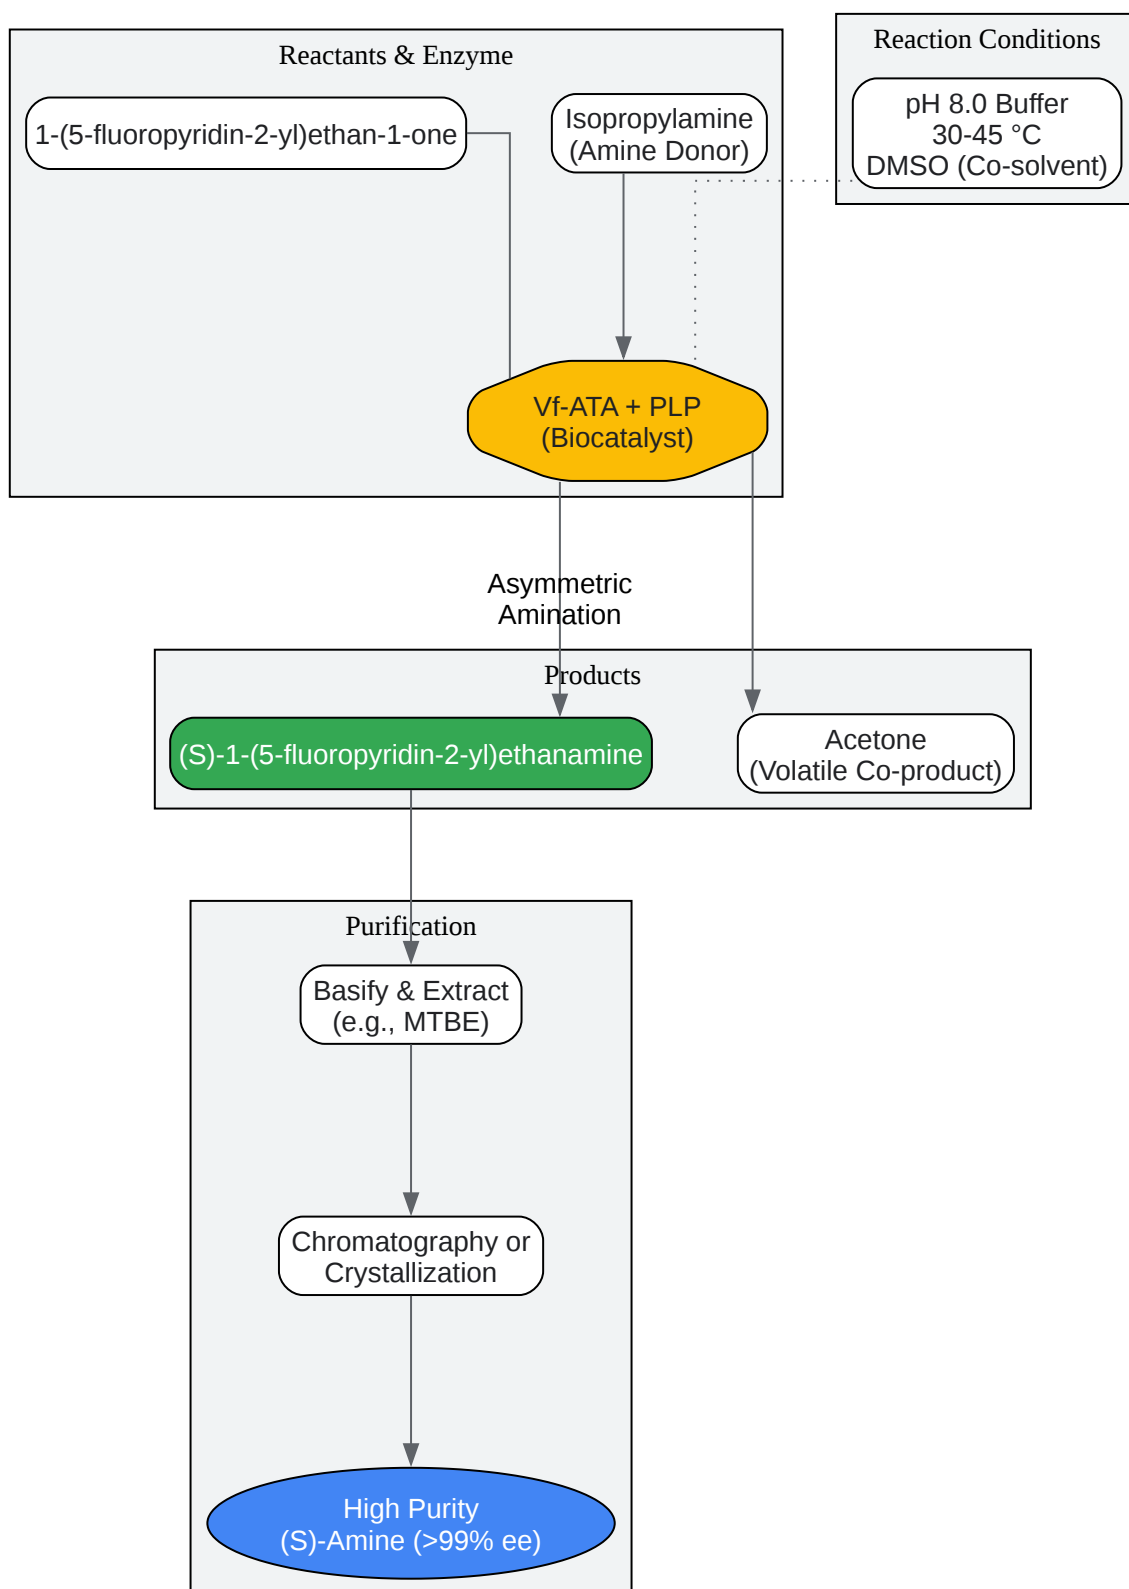 Reactants & Enzyme
1-(5-fluoropyridin-2-yl)ethan-1-one
Isopropylamine
(Amine Donor)
Reaction Conditions
pH 8.0 Buffer
30-45 °C
DMSO (Co-solvent)
Vf-ATA + PLP
(Biocatalyst)
Asymmetric
Amination
Products
(S)-1-(5-fluoropyridin-2-yl)ethanamine
Acetone
(Volatile Co-product)
Purification
Basify & Extract
(e.g., MTBE)
Chromatography or
Crystallization
High Purity
(S)-Amine (>99% ee)